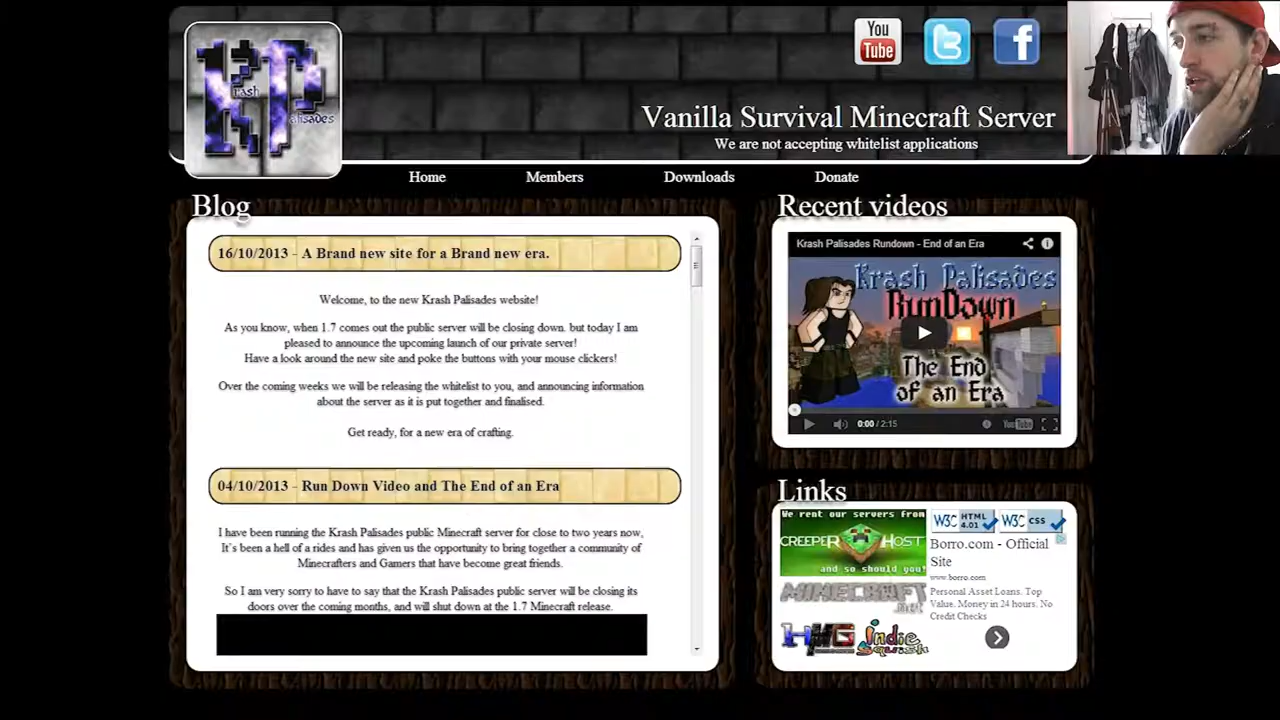 Krash
Palisades
You
Tube
Vanilla Survival Minecraft Server
We are not accepting whitelist applications
Home
Members
Downloads
Donate
Blog
16/10/2013 - A Brand new site for a Brand new era.
Welcome, to the new Krash Palisades website!
As you know, when 1.7 comes out the public server will be closing down. but today I am
pleased to announce the upcoming launch of our private server!
Have a look around the new site and poke the buttons with your mouse clickers!
Over the coming weeks we will be releasing the whitelist to you, and announcing information
about the server as it is put together and finalised.
Get ready, for a new era of crafting.
04/10/2013 - Run Down Video and The End of an Era
I have been running the Krash Palisades public Minecraft server for close to two years now,
It's been a hell of a rides and has given us the opportunity to bring together a community of
Minecrafters and Gamers that have become great friends.
So I am very sorry to have to say that the Krash Palisades public server will be closing its
doors over the coming months, and will shut down at the 1.7 Minecraft release.
Recent videos
Krash Palisades Rundown - End of an Era
Krash Palisades
RunDown
The End
of an Era
0:00 / 2:15
YouTube
Links
We rent our servers from
CREEPER HOST
and so should you!
MINECRAFT.net
HMG
Indie
Squish
W3C HTML 4.01
W3C css
Borro.com - Official
Site
www.borro.com
Personal Asset Loans. Top
Value. Money in 24 hours. No
Credit Checks